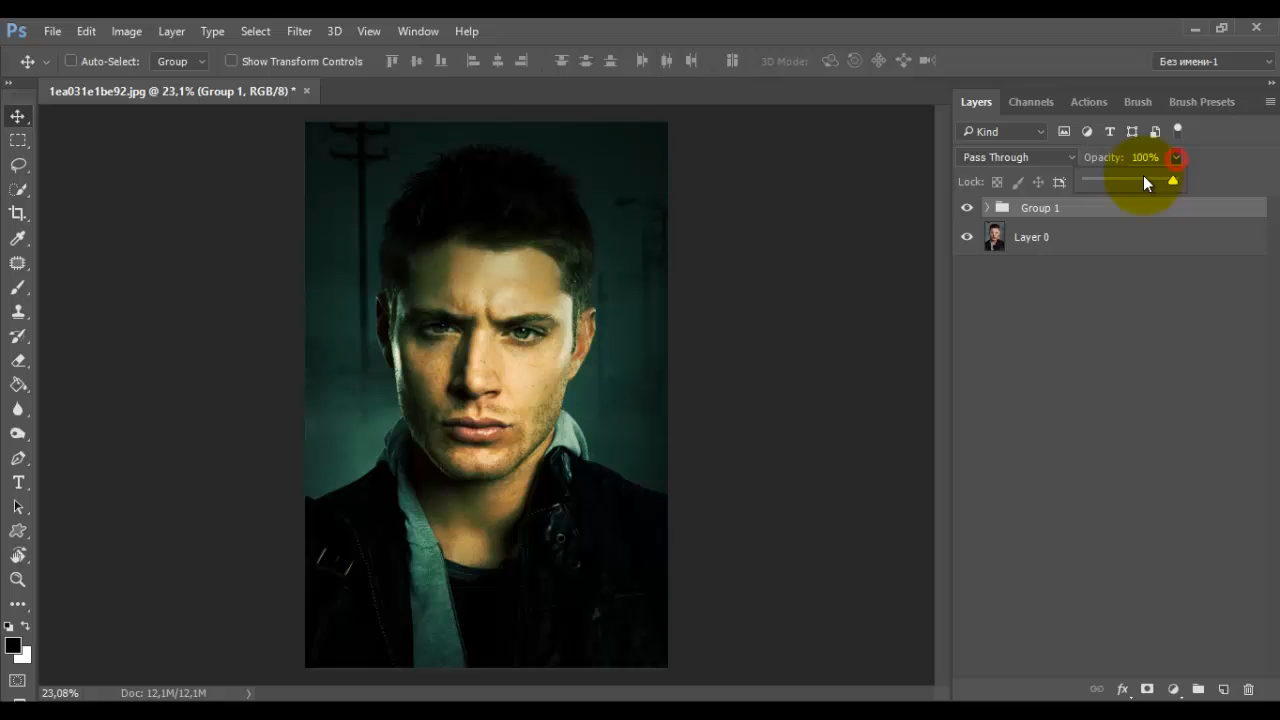 Ps File Edit Image Layer Type Select Filter 3D View Window Help
Auto-Select: Group Show Transform Controls 3D Mode: Без имени-1
1ea031e1be92.jpg @ 23,1% (Group 1, RGB/8) *
Layers Channels Actions Brush Brush Presets
Kind
Pass Through Opacity: 100%
Lock:
Group 1
Layer 0
T
23,08% Doc: 12,1M/12,1M
fx